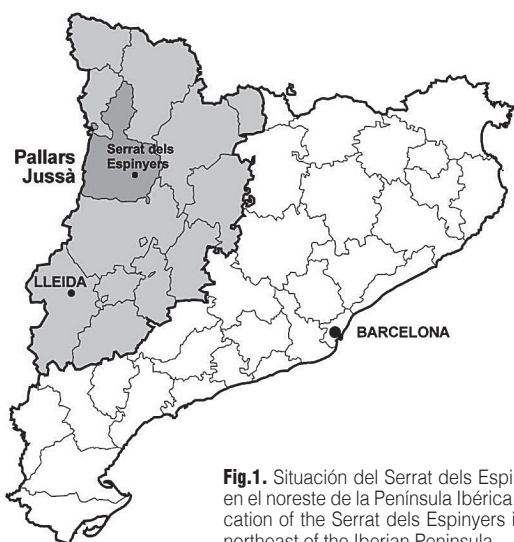 Pallars
Jussà
Serrat dels
Espinyers
LLEIDA
BARCELONA
Fig.1. Situación del Serrat dels Espi
en el noreste de la Península Ibérica
cation of the Serrat dels Espinyers i
northeast of the Iberian Peninsula